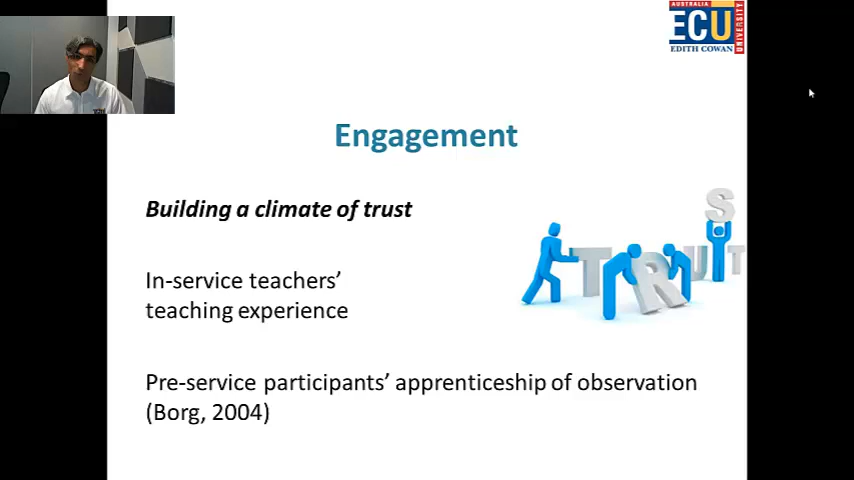 AUSTRALIA
ECU
EDITH COWAN
UNIVERSITY
Engagement
Building a climate of trust
TRUST
In-service teachers’
teaching experience
Pre-service participants’ apprenticeship of observation
(Borg, 2004)